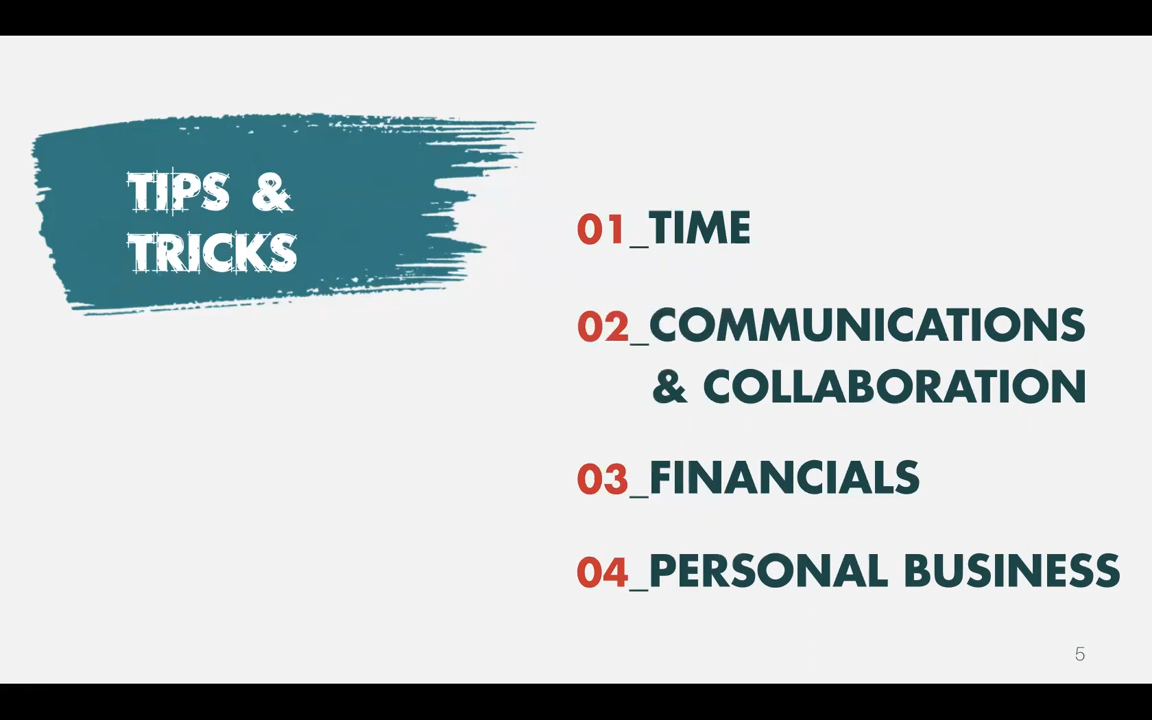 TIPS &
TRICKS
01_TIME
02_COMMUNICATIONS
& COLLABORATION
03_FINANCIALS
04_PERSONAL BUSINESS
5